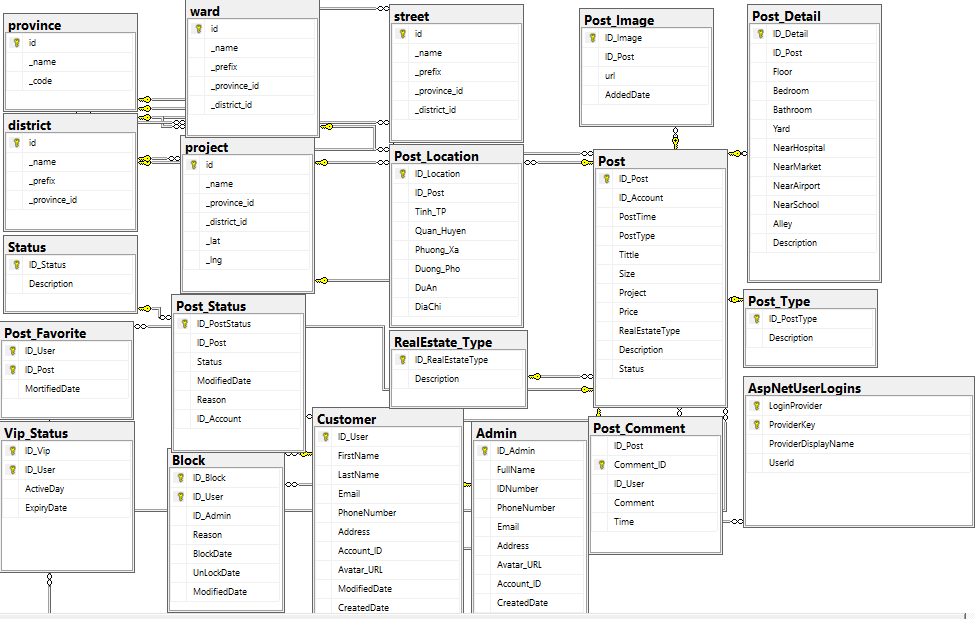 province
id
_name
_code
district
id
_name
_prefix
_province_id
Status
ID_Status
Description
Post_Favorite
ID_User
ID_Post
MortifiedDate
Vip_Status
ID_Vip
ID_User
ActiveDay
ExpiryDate
ward
id
_name
_prefix
_province_id
_district_id
project
id
_name
_province_id
_district_id
_lat
_lng
Post_Status
ID_PostStatus
ID_Post
Status
ModifiedDate
Reason
ID_Account
Block
ID_Block
ID_User
ID_Admin
Reason
BlockDate
UnLockDate
ModifiedDate
street
id
_name
_prefix
_province_id
_district_id
Post_Location
ID_Location
ID_Post
Tinh_TP
Quan_Huyen
Phuong_Xa
Duong_Pho
DuAn
DiaChi
RealEstate_Type
ID_RealEstateType
Description
Customer
ID_User
FirstName
LastName
Email
PhoneNumber
Address
Account_ID
Avatar_URL
ModifiedDate
CreatedDate
Admin
ID_Admin
FullName
IDNumber
PhoneNumber
Email
Address
Avatar_URL
Account_ID
CreatedDate
Post_Image
ID_Image
ID_Post
url
AddedDate
Post
ID_Post
ID_Account
PostTime
PostType
Tittle
Size
Project
Price
RealEstateType
Description
Status
Post_Comment
ID_Post
Comment_ID
ID_User
Comment
Time
Post_Detail
ID_Detail
ID_Post
Floor
Bedroom
Bathroom
Yard
NearHospital
NearMarket
NearAirport
NearSchool
Alley
Description
Post_Type
ID_PostType
Description
AspNetUserLogins
LoginProvider
ProviderKey
ProviderDisplayName
UserId